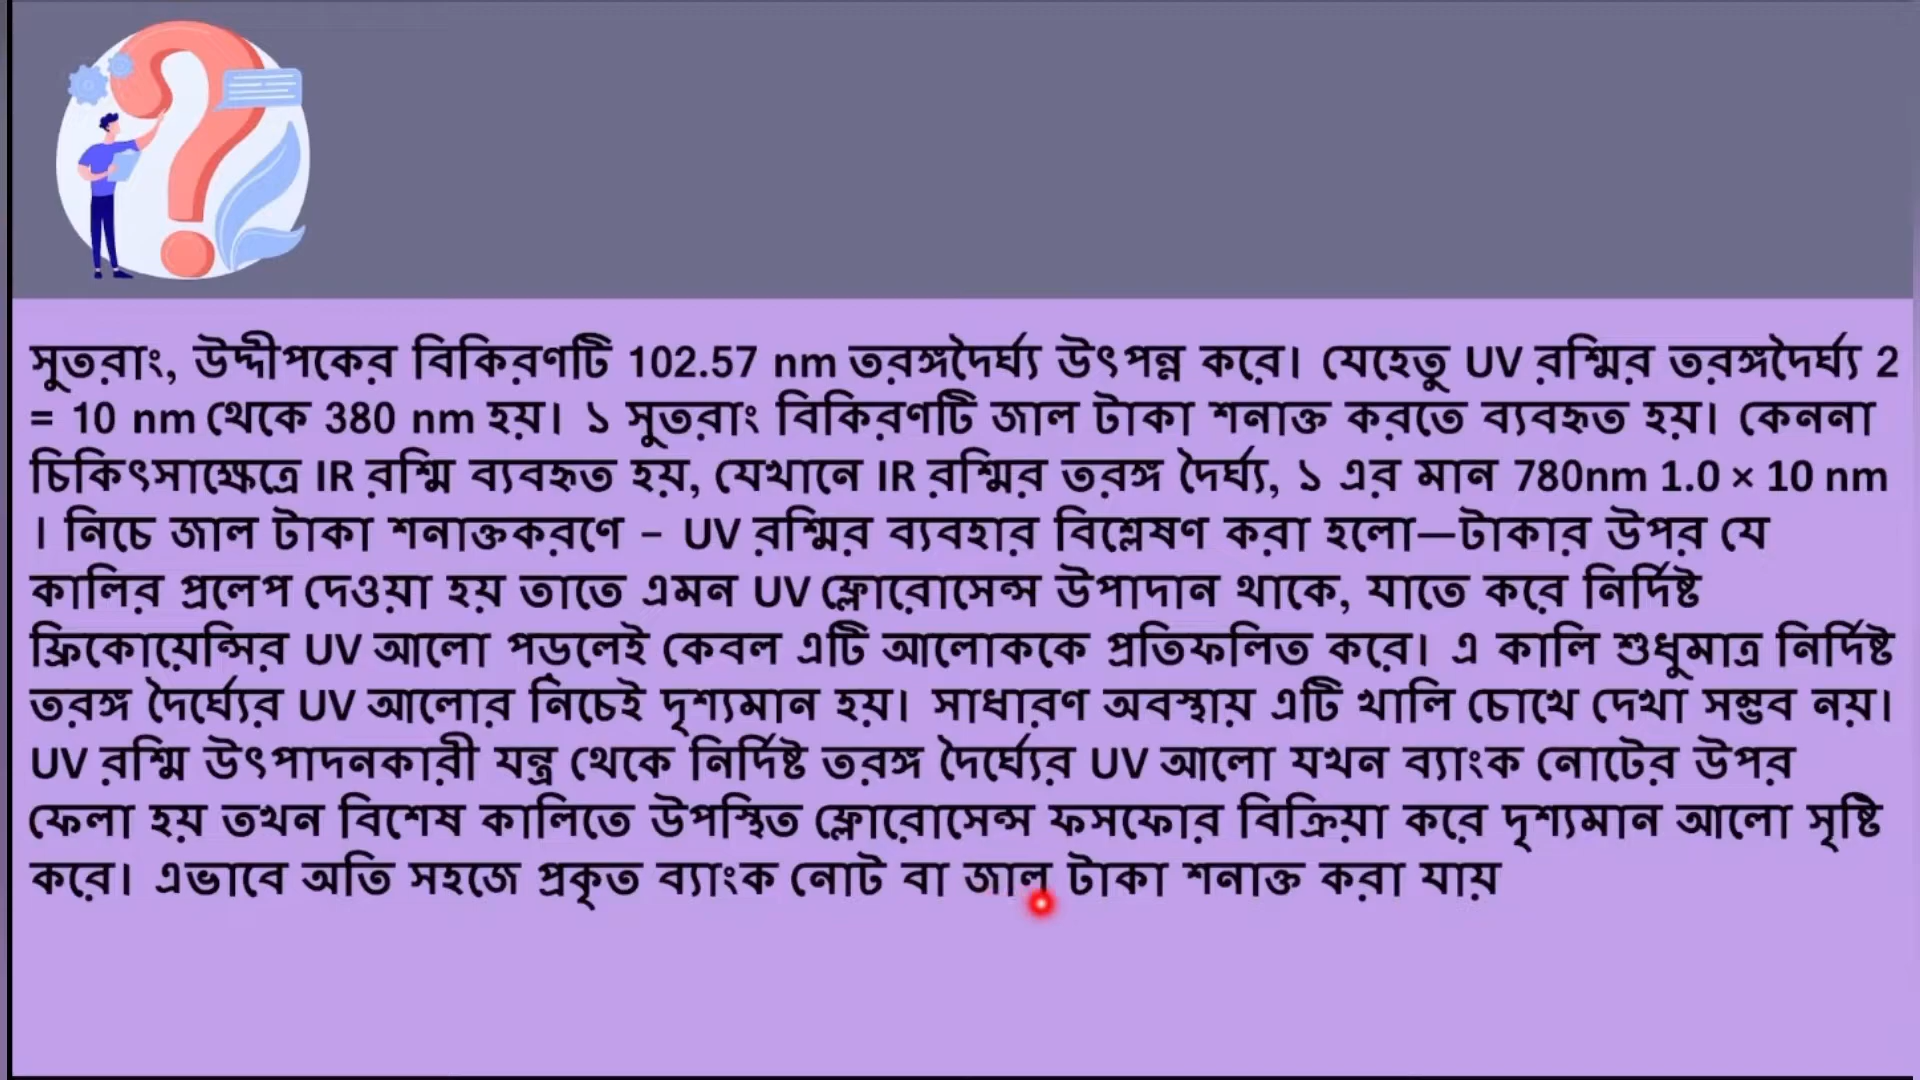 সুতরাং, উদ্দীপকের বিকিরণটি 102.57 nm তরঙ্গদৈর্ঘ্য উৎপন্ন করে। যেহেতু UV রশ্মির তরঙ্গদৈর্ঘ্য 2
= 10 nm থেকে 380 nm হয়। ১ সুতরাং বিকিরণটি জাল টাকা শনাক্ত করতে ব্যবহৃত হয়। কেননা
চিকিৎসাক্ষেত্রে IR রশ্মি ব্যবহৃত হয়, যেখানে IR রশ্মির তরঙ্গ দৈর্ঘ্য, ১ এর মান 780nm 1.0 × 10 nm
। নিচে জাল টাকা শনাক্তকরণে – UV রশ্মির ব্যবহার বিশ্লেষণ করা হলো—টাকার উপর যে
কালির প্রলেপ দেওয়া হয় তাতে এমন UV ফ্লোরোসেন্স উপাদান থাকে, যাতে করে নির্দিষ্ট
ফ্রিকোয়েন্সির UV আলো পড়লেই কেবল এটি আলোককে প্রতিফলিত করে। এ কালি শুধুমাত্র নির্দিষ্ট
তরঙ্গ দৈর্ঘ্যের UV আলোর নিচেই দৃশ্যমান হয়। সাধারণ অবস্থায় এটি খালি চোখে দেখা সম্ভব নয়।
UV রশ্মি উৎপাদনকারী যন্ত্র থেকে নির্দিষ্ট তরঙ্গ দৈর্ঘ্যের UV আলো যখন ব্যাংক নোটের উপর
ফেলা হয় তখন বিশেষ কালিতে উপস্থিত ফ্লোরোসেন্স ফসফোর বিক্রিয়া করে দৃশ্যমান আলো সৃষ্টি
করে। এভাবে অতি সহজে প্রকৃত ব্যাংক নোট বা জাল টাকা শনাক্ত করা যায়